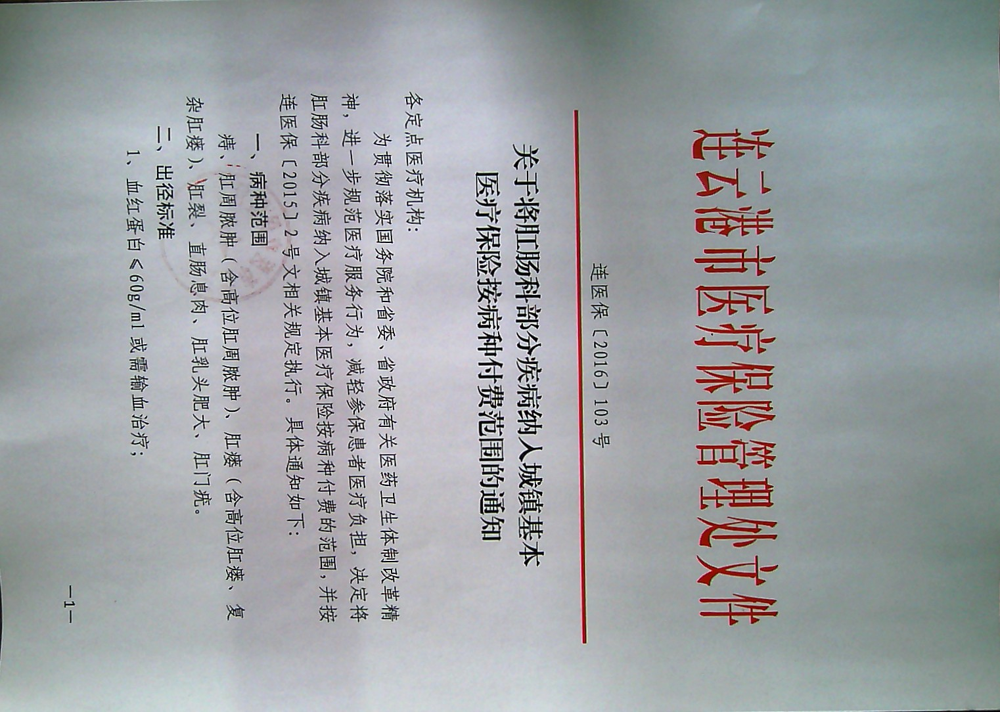 连云港市医疗保险管理处文件
连医保〔2016〕103号
关于将肛肠科部分疾病纳入城镇基本
医疗保险按病种付费范围的通知
各定点医疗机构：
为贯彻落实国务院和省委、省政府有关医药卫生体制改革精
神，进一步规范医疗服务行为，减轻参保患者医疗负担，决定将
肛肠科部分疾病纳入城镇基本医疗保险按病种付费的范围，并按
连医保〔2015〕2号文相关规定执行。具体通知如下：
一、病种范围
痔、肛周脓肿（含高位肛周脓肿）、肛瘘（含高位肛瘘、复
杂肛瘘）、肛裂、直肠息肉、肛乳头肥大、肛门疣。
二、出径标准
1、血红蛋白≤60g/ml或需输血治疗；
—1—